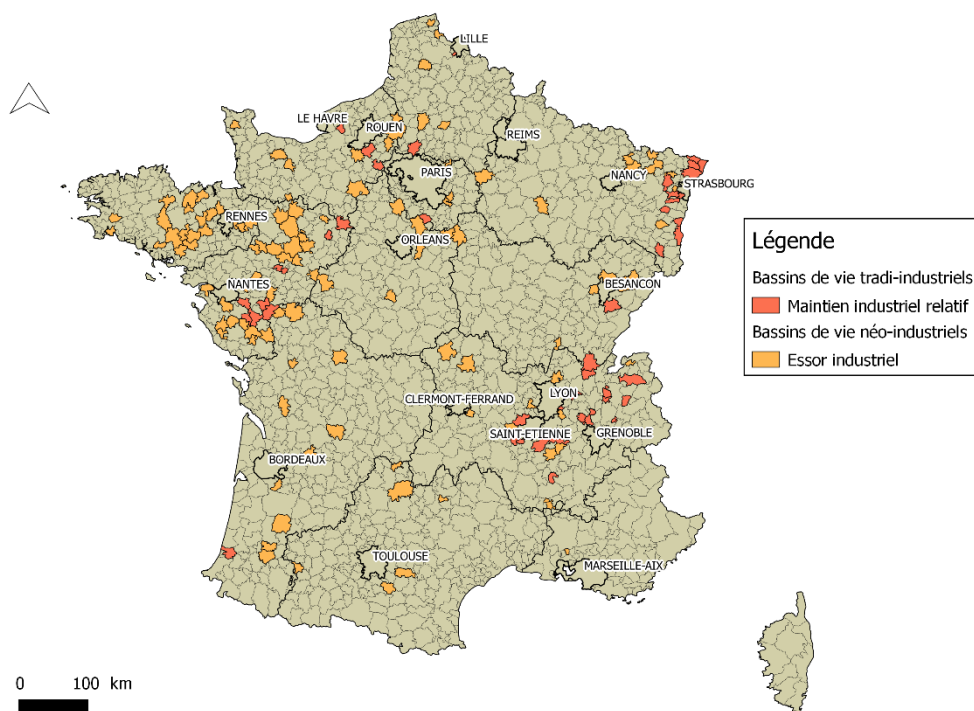 LILLE
LE HAVRE
ROUEN
REIMS
PARIS
NANCY
STRASBOURG
RENNES
ORLEANS
NANTES
BESANCON
CLERMONT-FERRAND
LYON
SAINT-ETIENNE
GRENOBLE
BORDEAUX
TOULOUSE
MARSEILLE-AIX
Légende
Bassins de vie tradi-industriels
Maintien industriel relatif
Bassins de vie néo-industriels
Essor industriel
0 100 km